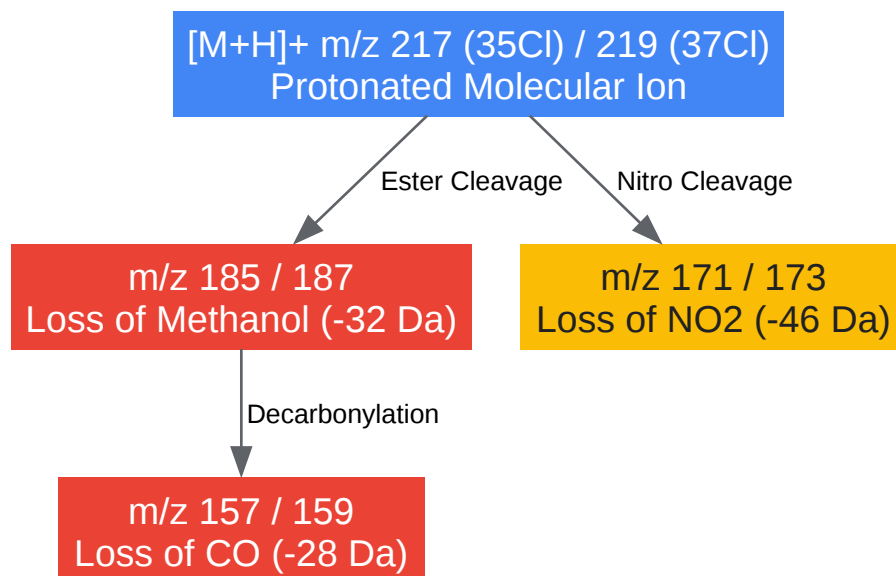 [M+H]+ m/z 217 (35Cl) / 219 (37Cl)
Protonated Molecular Ion
Ester Cleavage
Nitro Cleavage
m/z 185 / 187
Loss of Methanol (-32 Da)
m/z 171 / 173
Loss of NO2 (-46 Da)
Decarbonylation
m/z 157 / 159
Loss of CO (-28 Da)